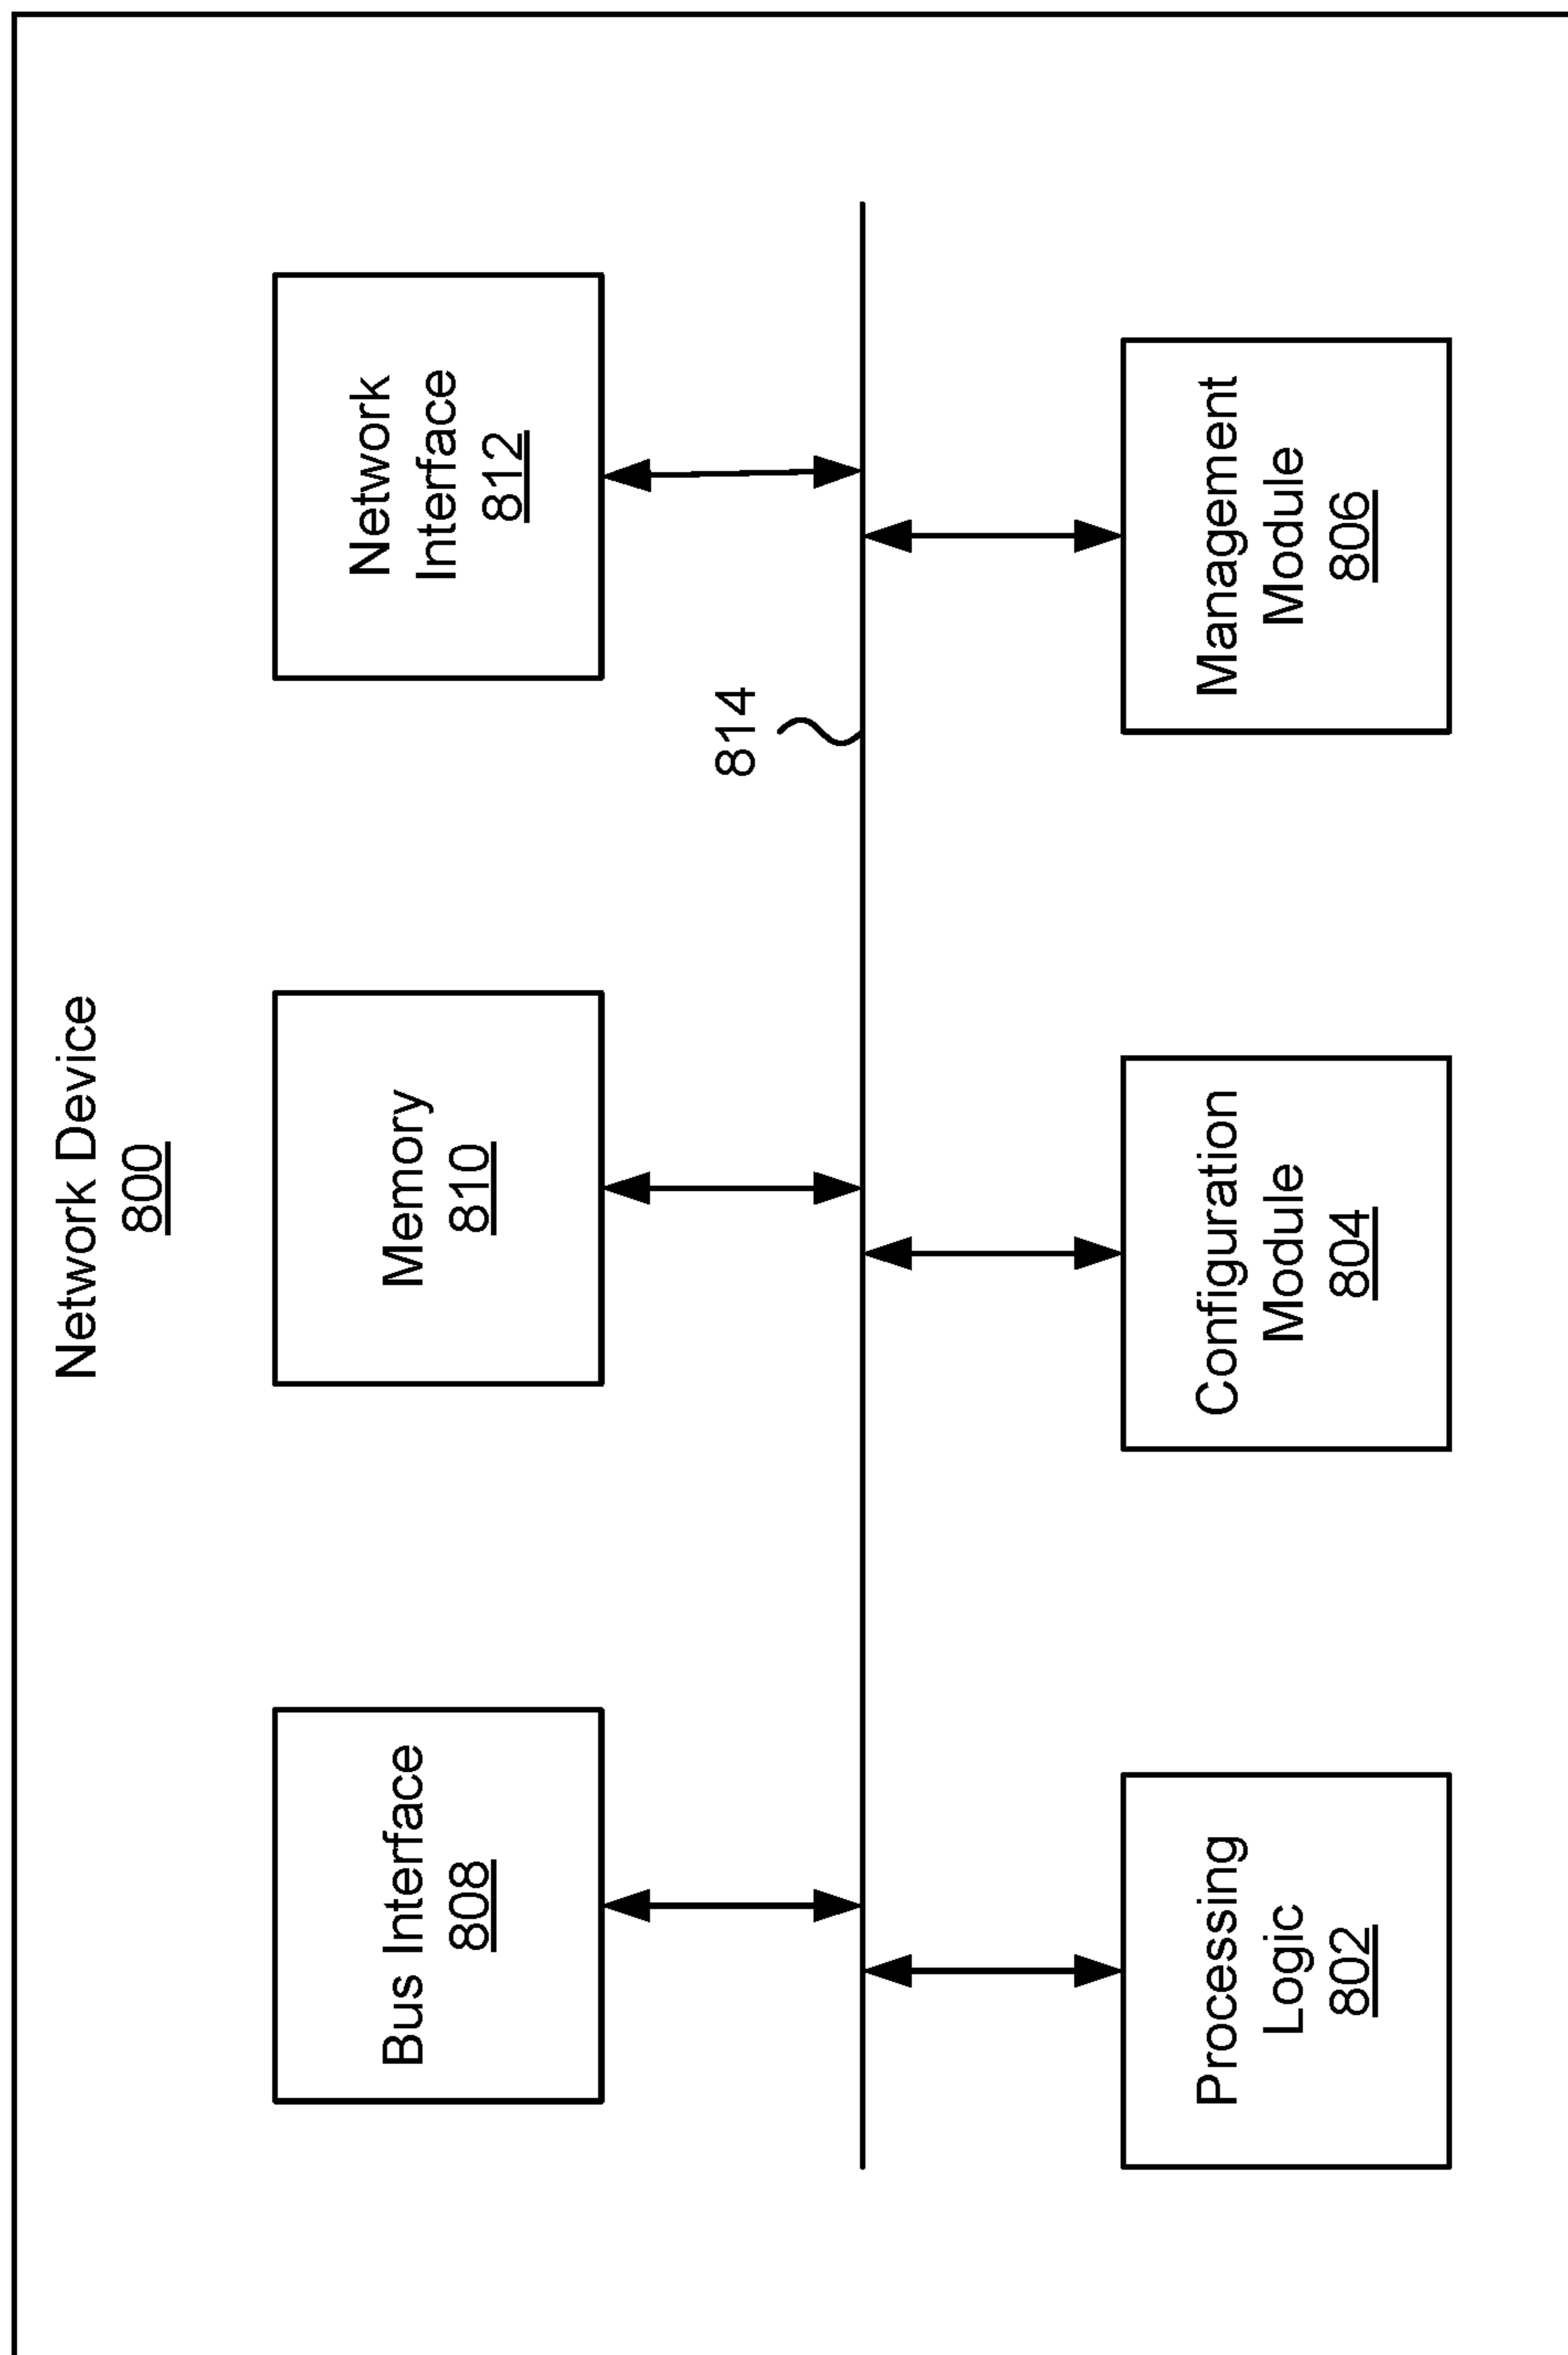 Network Device
800
Bus Interface
808
Memory
810
Network
Interface
812
814
Processing
Logic
802
Configuration
Module
804
Management
Module
806